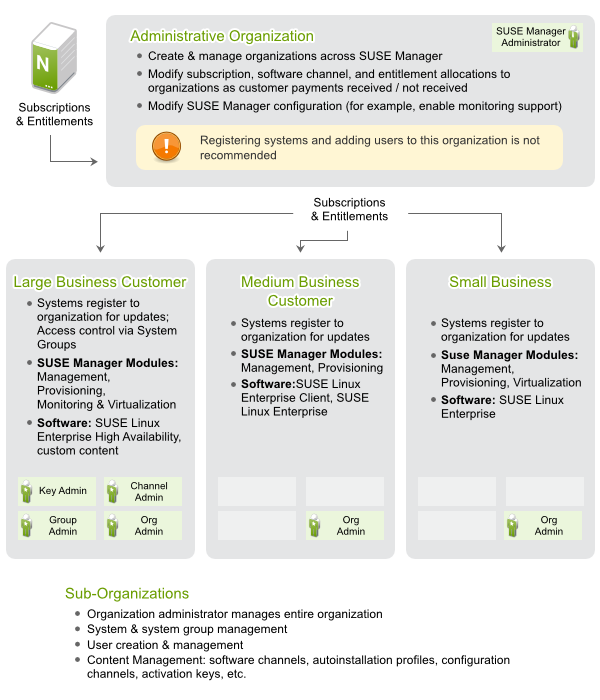 N
Subscriptions
& Entitlements
Administrative Organization
SUSE Manager
Administrator
• Create & manage organizations across SUSE Manager
• Modify subscription, software channel, and entitlement allocations to
organizations as customer payments received / not received
• Modify SUSE Manager configuration (for example, enable monitoring support)
!
Registering systems and adding users to this organization is not
recommended
Subscriptions
& Entitlements
Large Business Customer
• Systems register to
organization for updates;
Access control via System
Groups
• SUSE Manager Modules:
Management,
Provisioning,
Monitoring & Virtualization
• Software: SUSE Linux
Enterprise High Availability,
custom content
Key Admin
Channel
Admin
Group
Admin
Org
Admin
Medium Business
Customer
• Systems register to
organization for updates
• SUSE Manager Modules:
Management, Provisioning
• Software:SUSE Linux
Enterprise Client, SUSE
Linux Enterprise
Org
Admin
Small Business
• Systems register to
organization for updates
• Suse Manager Modules:
Management,
Provisioning, Virtualization
• Software: SUSE Linux
Enterprise
Org
Admin
Sub-Organizations
• Organization administrator manages entire organization
• System & system group management
• User creation & management
• Content Management: software channels, autoinstallation profiles, configuration
channels, activation keys, etc.